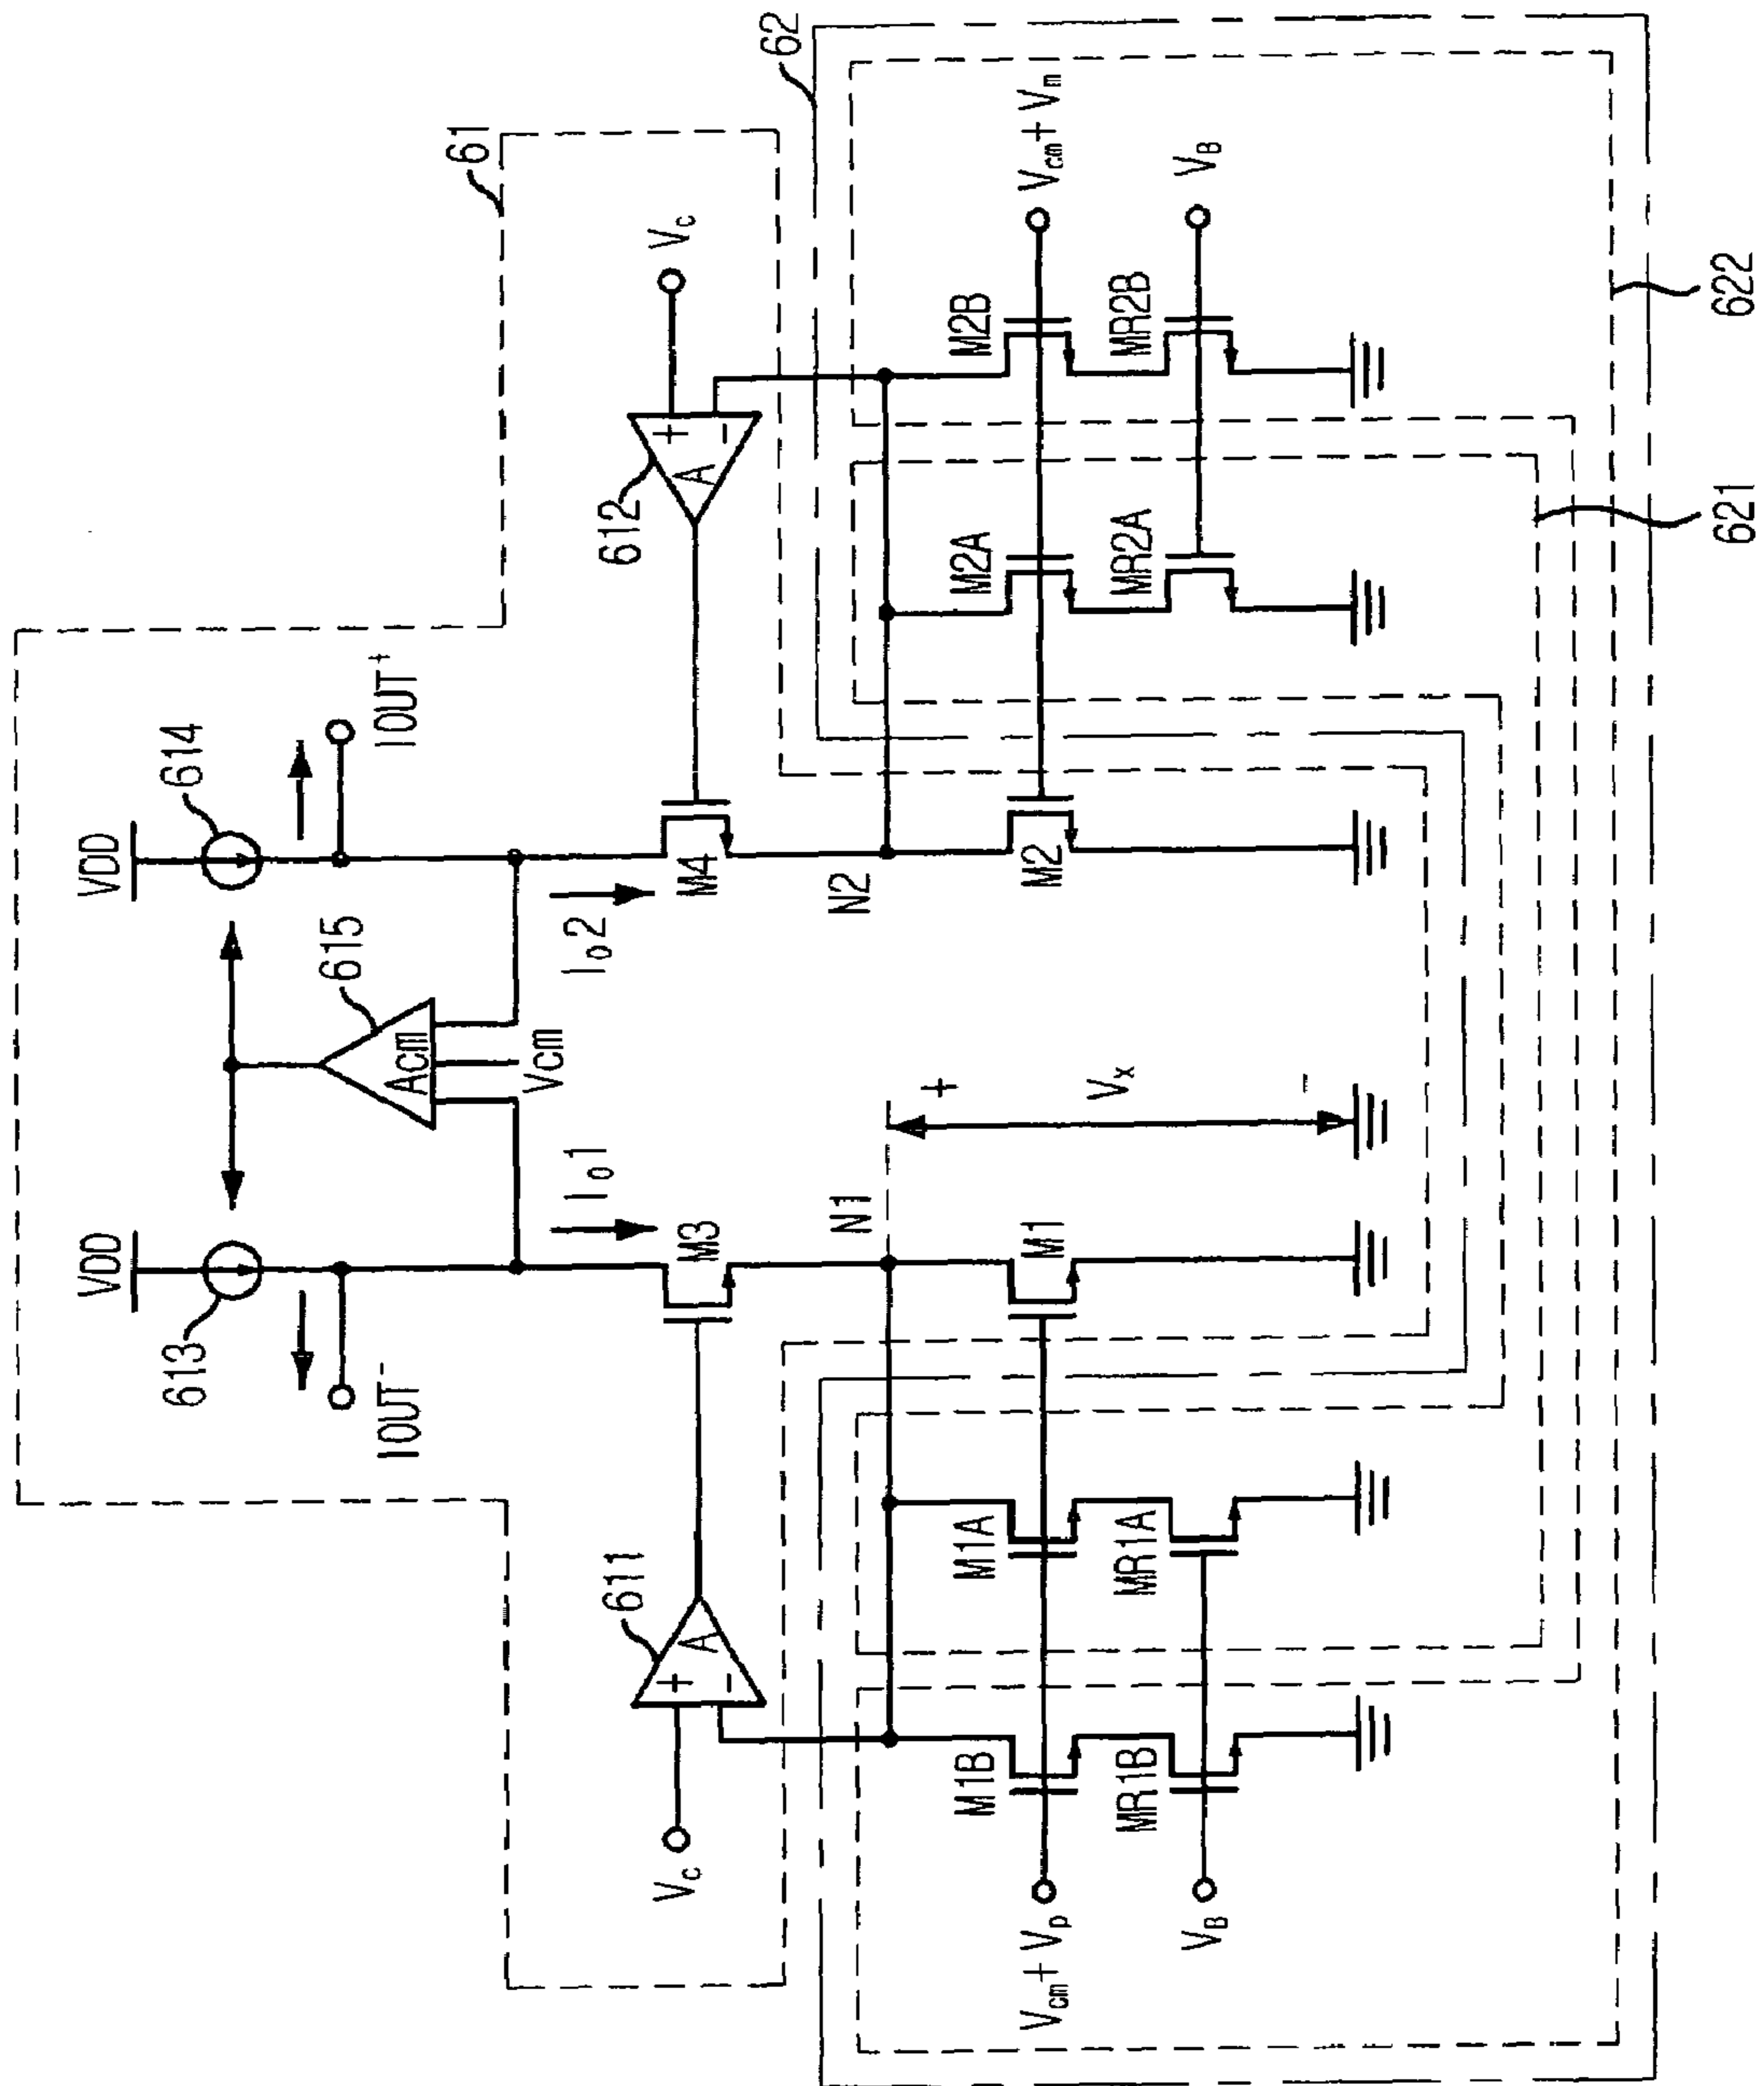 61
62
VDD
VDD
613
614
615
Acm
Vcm
IOUT⁻
IOUT⁺
Io1
Io2
611
612
A
+
-
A
+
-
Vc
Vc
M3
M4
N1
N2
+
Vx
-
M1B
M1A
M1
M2
M2A
M2B
MR1B
MR1A
MR2A
MR2B
Vcm+Vp
Vcm+Vm
VB
VB
621
622